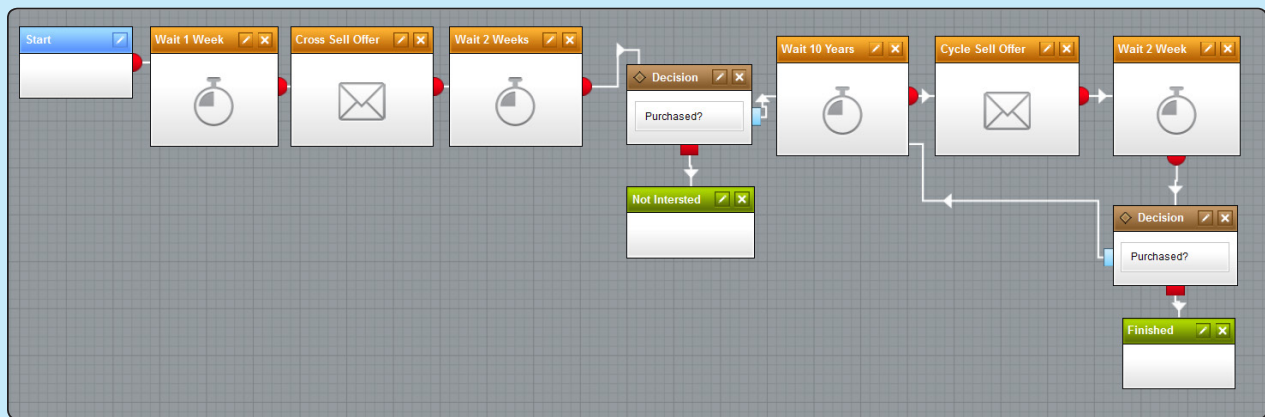 Start
Wait 1 Week
Cross Sell Offer
Wait 2 Weeks
Decision
Purchased?
Not Intersted
Wait 10 Years
Cycle Sell Offer
Wait 2 Week
Decision
Purchased?
Finished